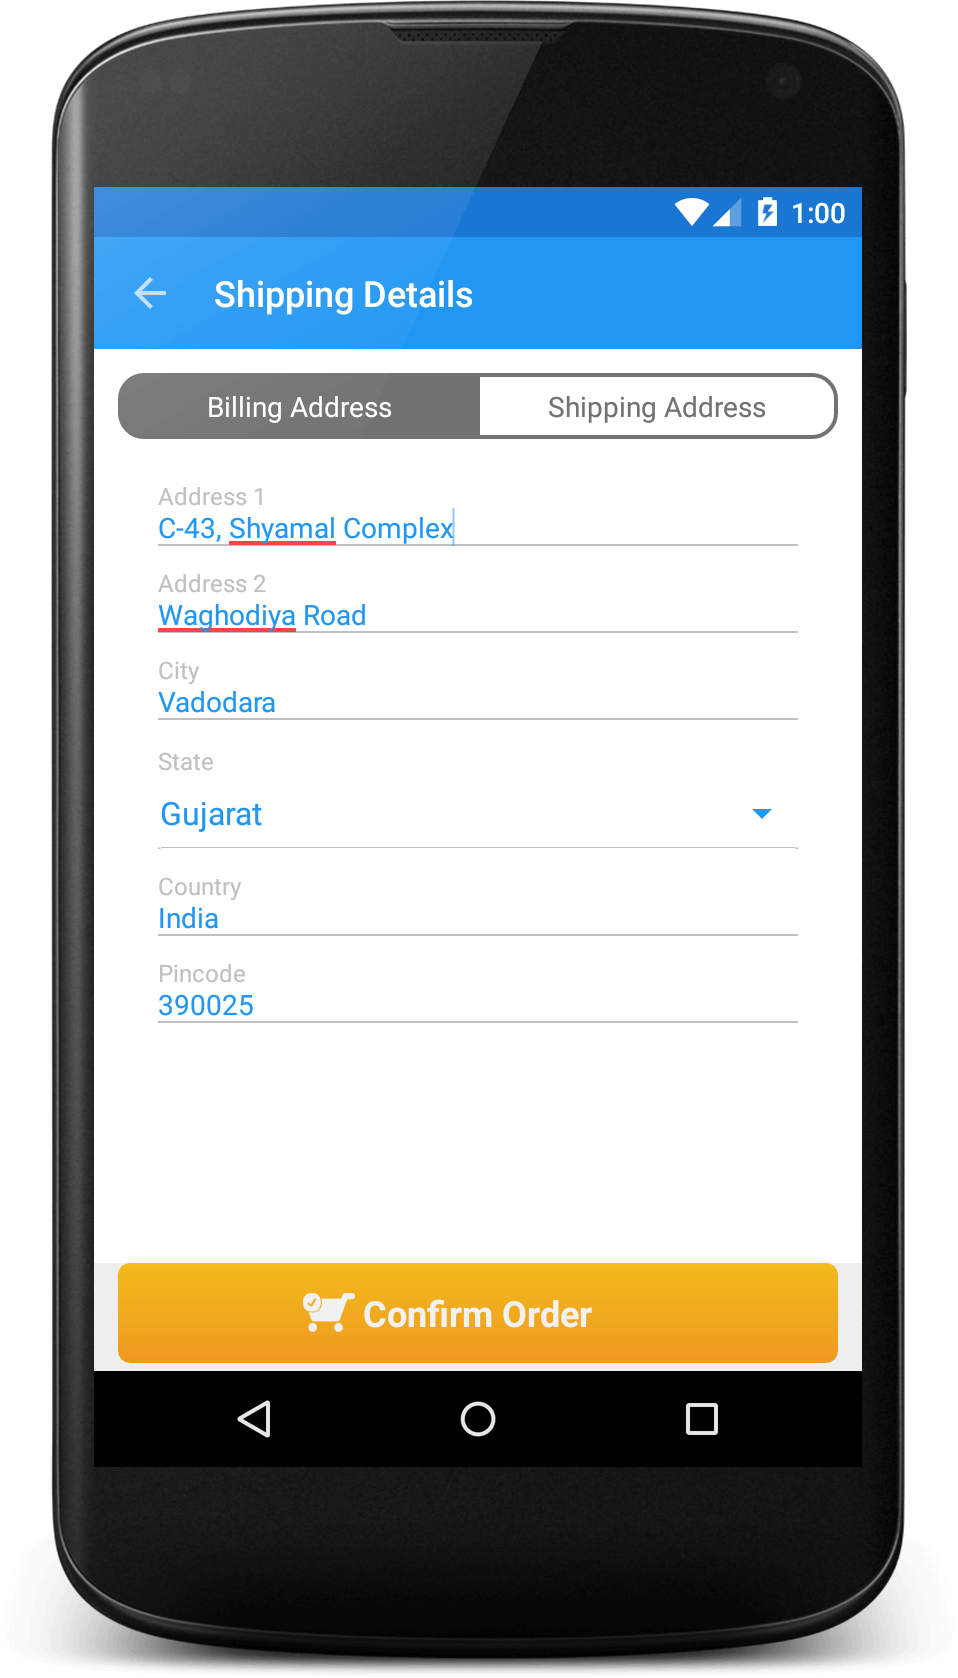 1:00
Shipping Details
Billing Address
Shipping Address
Address 1
C-43, Shyamal Complex
Address 2
Waghodiya Road
City
Vadodara
State
Gujarat
Country
India
Pincode
390025
Confirm Order